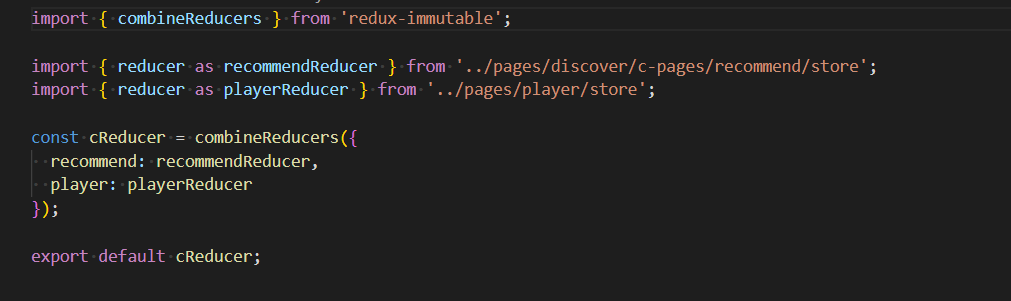 import { combineReducers } from 'redux-immutable';
import { reducer as recommendReducer } from '../pages/discover/c-pages/recommend/store';
import { reducer as playerReducer } from '../pages/player/store';
const cReducer = combineReducers({
  recommend: recommendReducer,
  player: playerReducer
});
export default cReducer;